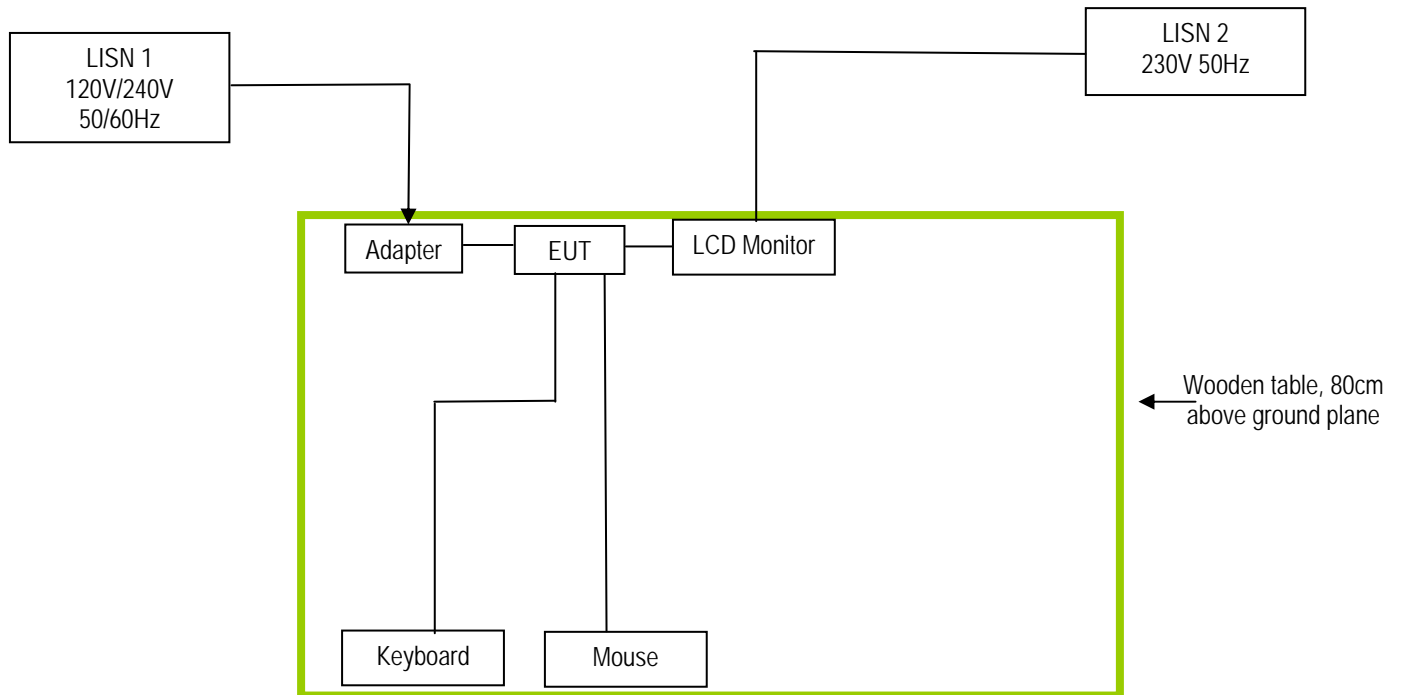 LISN 1
120V/240V
50/60Hz
LISN 2
230V 50Hz
Adapter
EUT
LCD Monitor
Wooden table, 80cm
above ground plane
Keyboard
Mouse